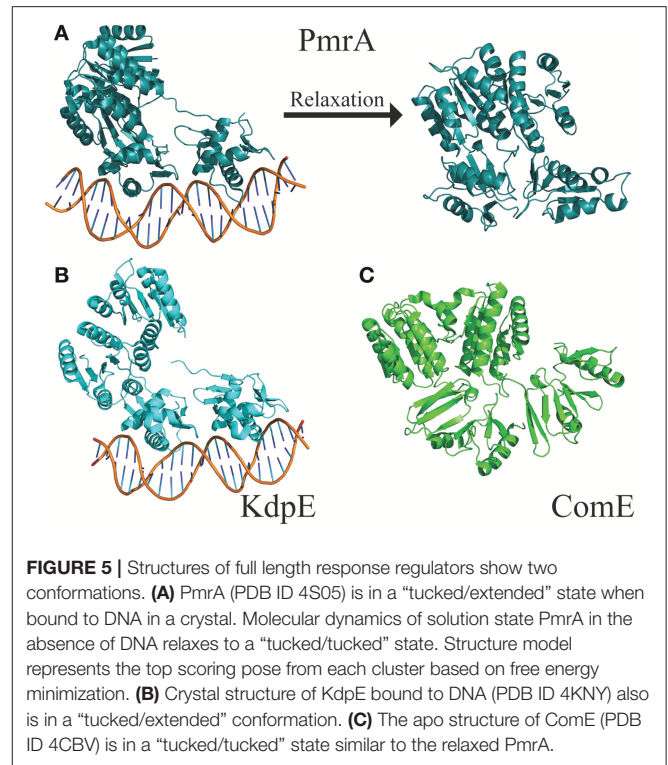 A
PmrA
Relaxation
B
KdpE
C
ComE
FIGURE 5 | Structures of full length response regulators show two
conformations. (A) PmrA (PDB ID 4S05) is in a “tucked/extended” state when
bound to DNA in a crystal. Molecular dynamics of solution state PmrA in the
absence of DNA relaxes to a “tucked/tucked” state. Structure model
represents the top scoring pose from each cluster based on free energy
minimization. (B) Crystal structure of KdpE bound to DNA (PDB ID 4KNY) also
is in a “tucked/extended” conformation. (C) The apo structure of ComE (PDB
ID 4CBV) is in a “tucked/tucked” state similar to the relaxed PmrA.